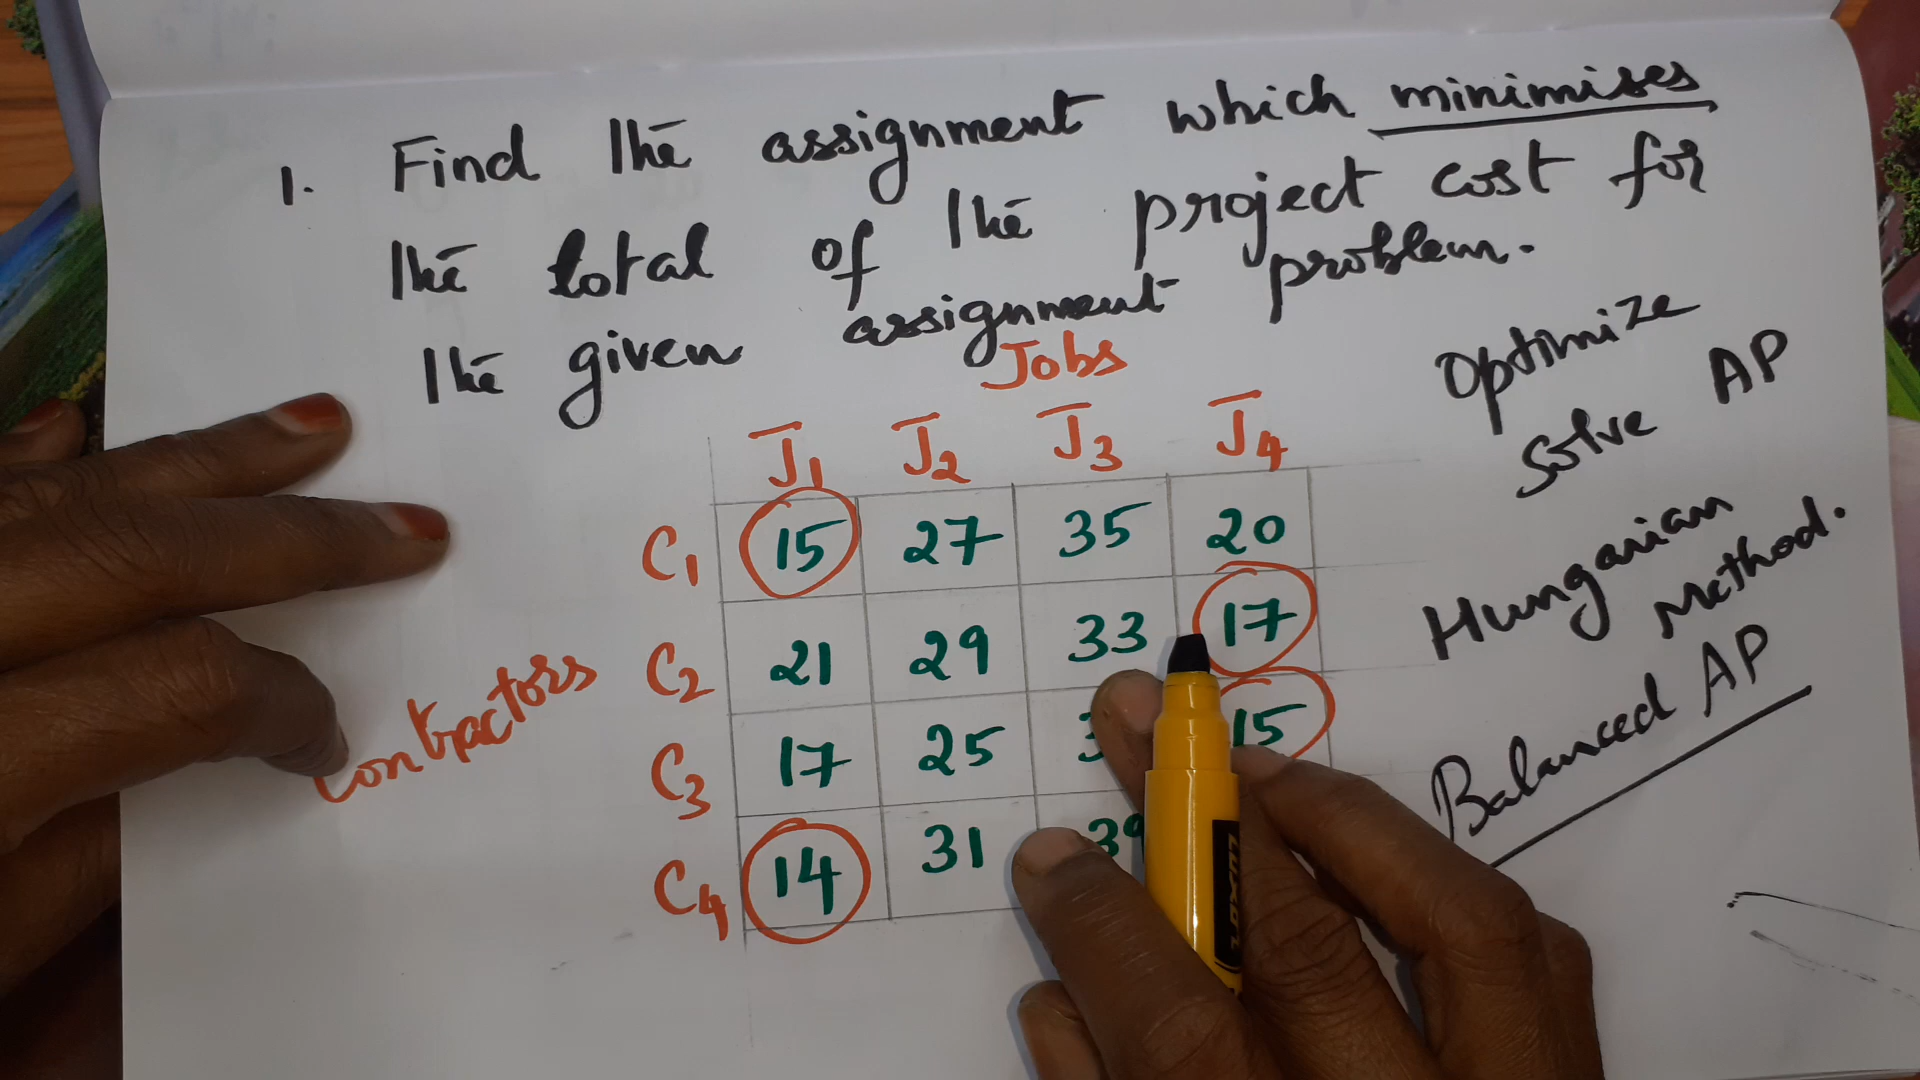 1. Find the assignment which minimises
the total of the project cost for
the given assignment problem.
Jobs
J1 J2 J3 J4
C1 15 27 35 20
C2 21 29 33 17
C3 17 25 15
C4 14 31 39
Contractors
Optimize
Solve AP
Hungarian
Method.
Balanced AP
LUXOR